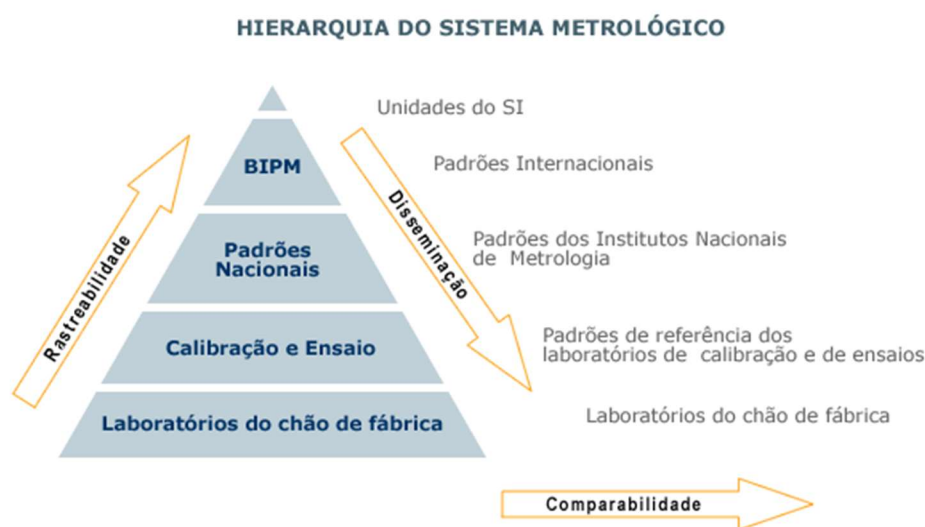 HIERARQUIA DO SISTEMA METROLÓGICO
Unidades do SI
BIPM
Padrões Internacionais
Rastreabilidade
Disseminação
Padrões
Nacionais
Padrões dos Institutos Nacionais
de Metrologia
Calibração e Ensaio
Padrões de referência dos
laboratórios de calibração e de ensaios
Laboratórios do chão de fábrica
Laboratórios do chão de fábrica
Comparabilidade